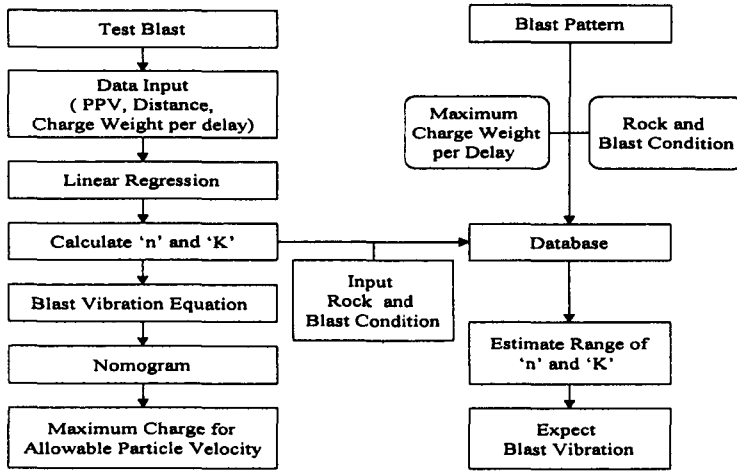 Test Blast
Data Input
( PPV, Distance,
Charge Weight per delay)
Linear Regression
Calculate ‘n’ and ‘K’
Blast Vibration Equation
Nomogram
Maximum Charge for
Allowable Particle Velocity
Input
Rock and
Blast Condition
Blast Pattern
Maximum
Charge Weight
per Delay
Rock and
Blast Condition
Database
Estimate Range of
‘n’ and ‘K’
Expect
Blast Vibration